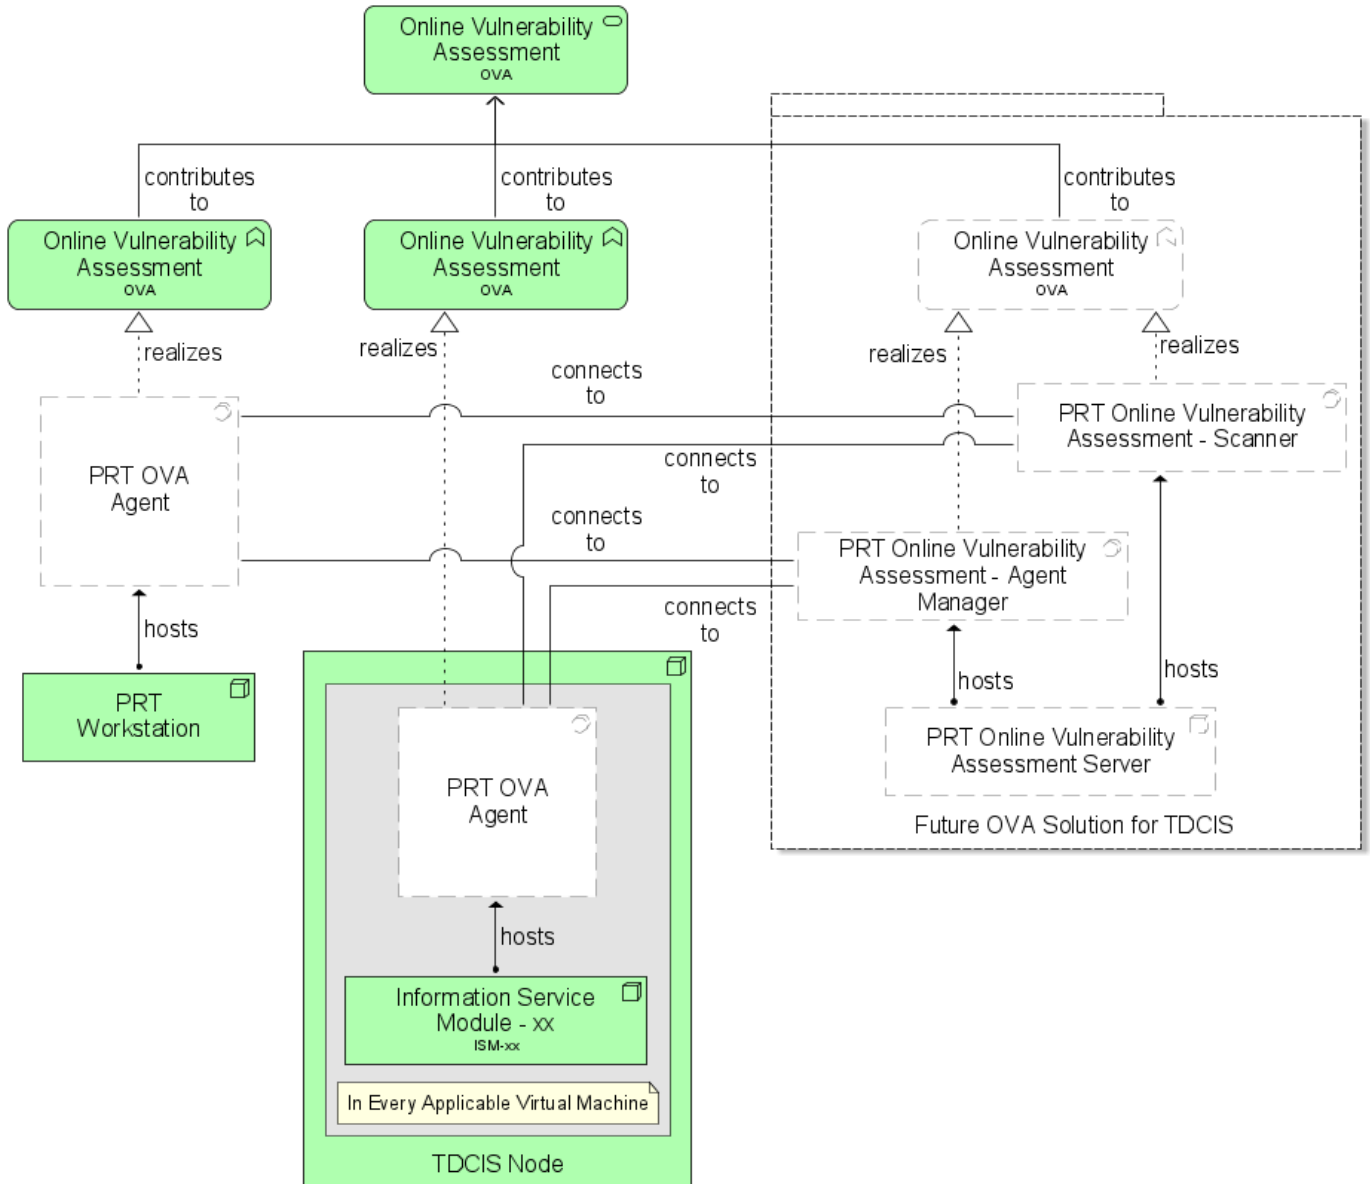 Online Vulnerability
Assessment
OVA
contributes
to
contributes
to
contributes
to
Online Vulnerability
Assessment
OVA
Online Vulnerability
Assessment
OVA
Online Vulnerability
Assessment
OVA
realizes
realizes
realizes
realizes
connects
to
PRT OVA
Agent
PRT Online Vulnerability
Assessment - Scanner
connects
to
connects
to
PRT Online Vulnerability
Assessment - Agent
Manager
connects
to
hosts
hosts
hosts
PRT
Workstation
PRT OVA
Agent
PRT Online Vulnerability
Assessment Server
Future OVA Solution for TDCIS
hosts
Information Service
Module - xx
ISM-xx
In Every Applicable Virtual Machine
TDCIS Node